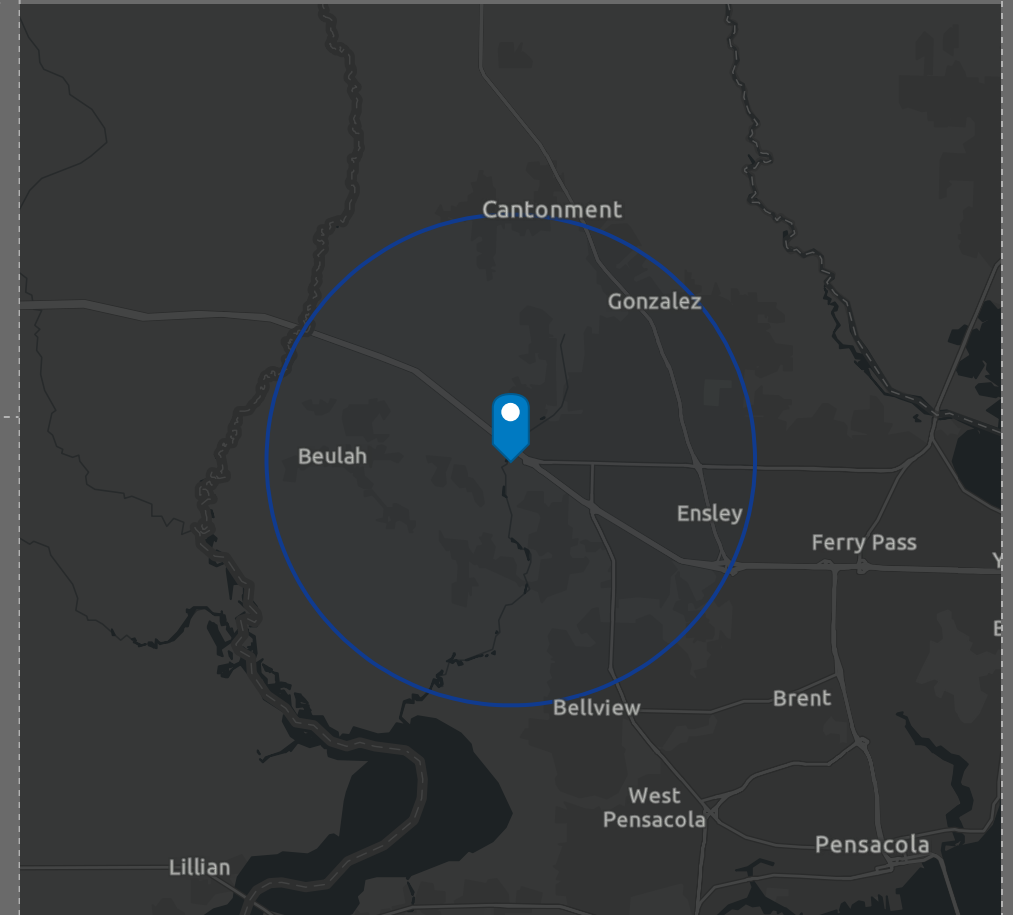 Cantonment
Gonzalez
Beulah
Ensley
Ferry Pass
Bellview
Brent
West
Pensacola
Pensacola
Lillian